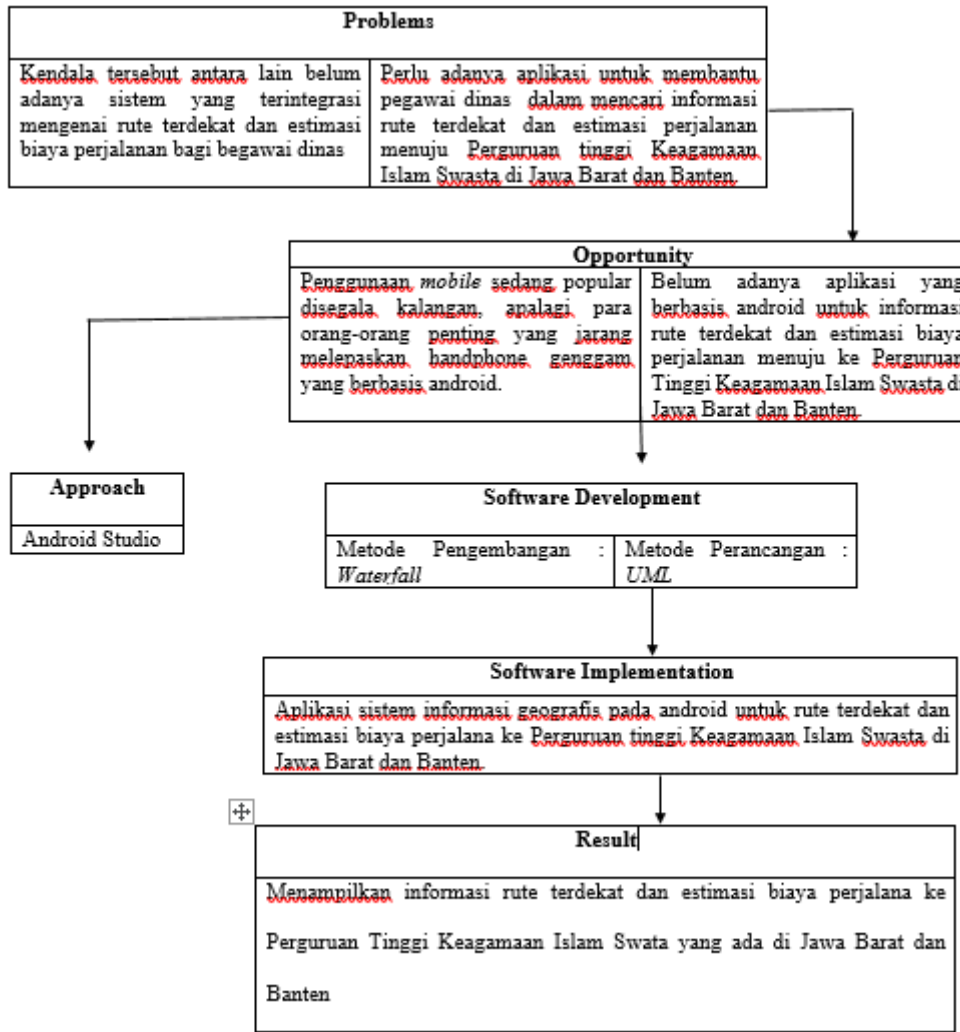 Problems
Kendala tersebut antara lain belum
adanya sistem yang terintegrasi
mengenai rute terdekat dan estimasi
biaya perjalanan bagi begawai dinas
Perlu adanya aplikasi untuk membantu
pegawai dinas dalam mencari informasi
rute terdekat dan estimasi perjalanan
menuju Perguruan tinggi Keagamaan
Islam Swasta di Jawa Barat dan Banten.
Opportunity
Penggunaan mobile sedang popular
disegala kalangan, apalagi para
orang-orang penting yang jarang
melepaskan handphone genggam
yang berbasis android.
Belum adanya aplikasi yang
berbasis android untuk informasi
rute terdekat dan estimasi biaya
perjalanan menuju ke Perguruan
Tinggi Keagamaan Islam Swasta di
Jawa Barat dan Banten
Approach
Android Studio
Software Development
Metode Pengembangan :
Waterfall
Metode Perancangan :
UML
Software Implementation
Aplikasi sistem informasi geografis pada android untuk rute terdekat dan
estimasi biaya perjalana ke Perguruan tinggi Keagamaan Islam Swasta di
Jawa Barat dan Banten
Result
Menampilkan informasi rute terdekat dan estimasi biaya perjalana ke
Perguruan Tinggi Keagamaan Islam Swata yang ada di Jawa Barat dan
Banten